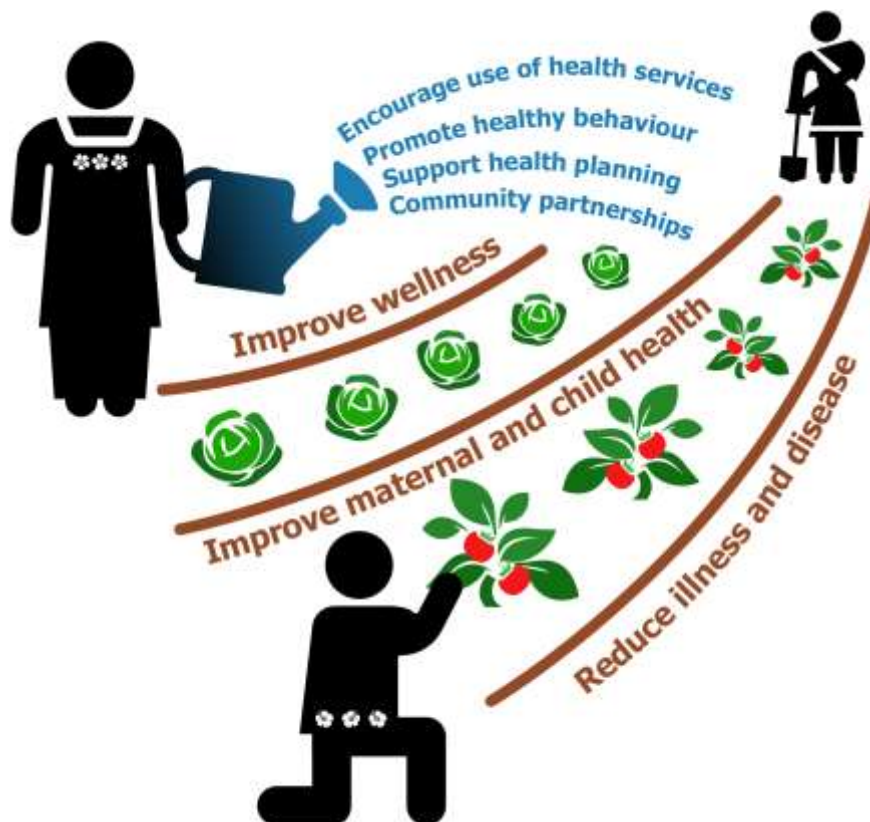 Encourage use of health services
Promote healthy behaviour
Support health planning
Community partnerships
Improve wellness
Improve maternal and child health
Reduce illness and disease